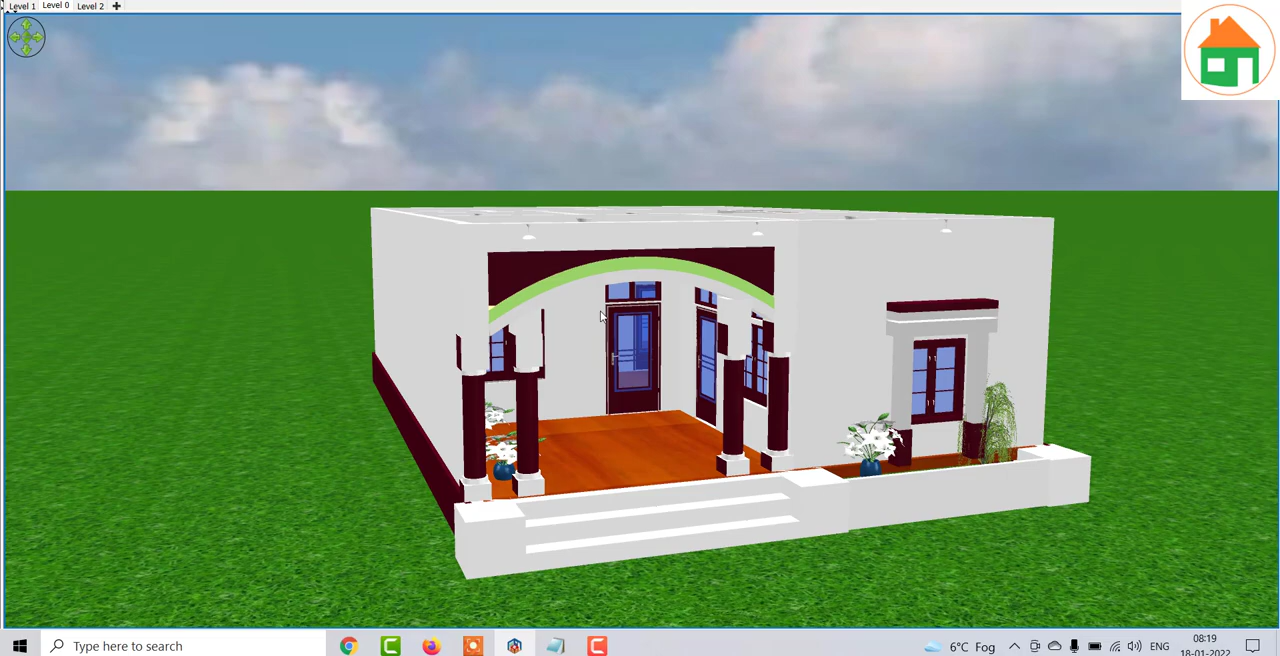 Level 1 Level 0 Level 2
Type here to search
6°C Fog
ENG
08:19
18-01-2022